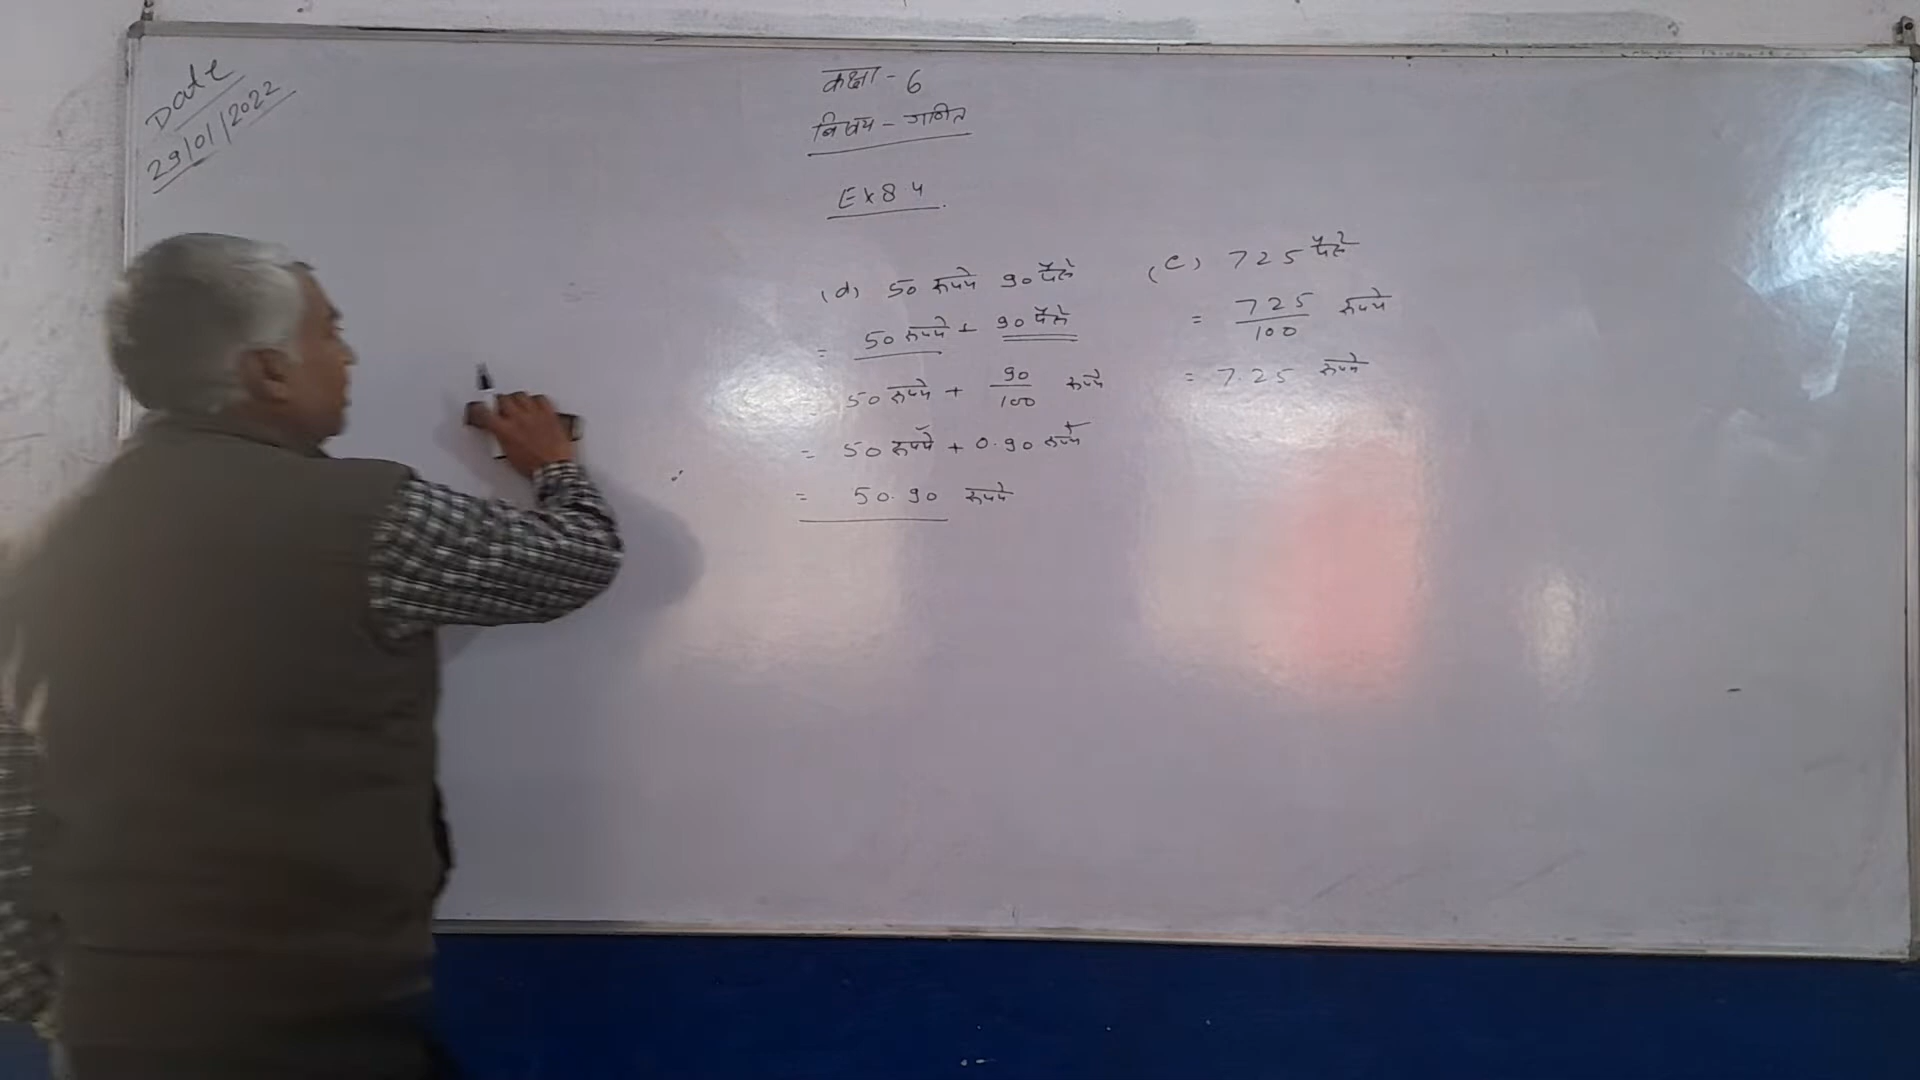 Date
29/01/2022
कक्षा - 6
विषय - गणित
Ex 8.4
(d) 50 रूपये 90 पैसे
= 50 रूपये + 90 पैसे
= 50 रूपये + 90/100 रूपये
= 50 रूपये + 0.90 रूपये
= 50.90 रूपये
(e) 725 पैसे
= 725/100 रूपये
= 7.25 रूपये